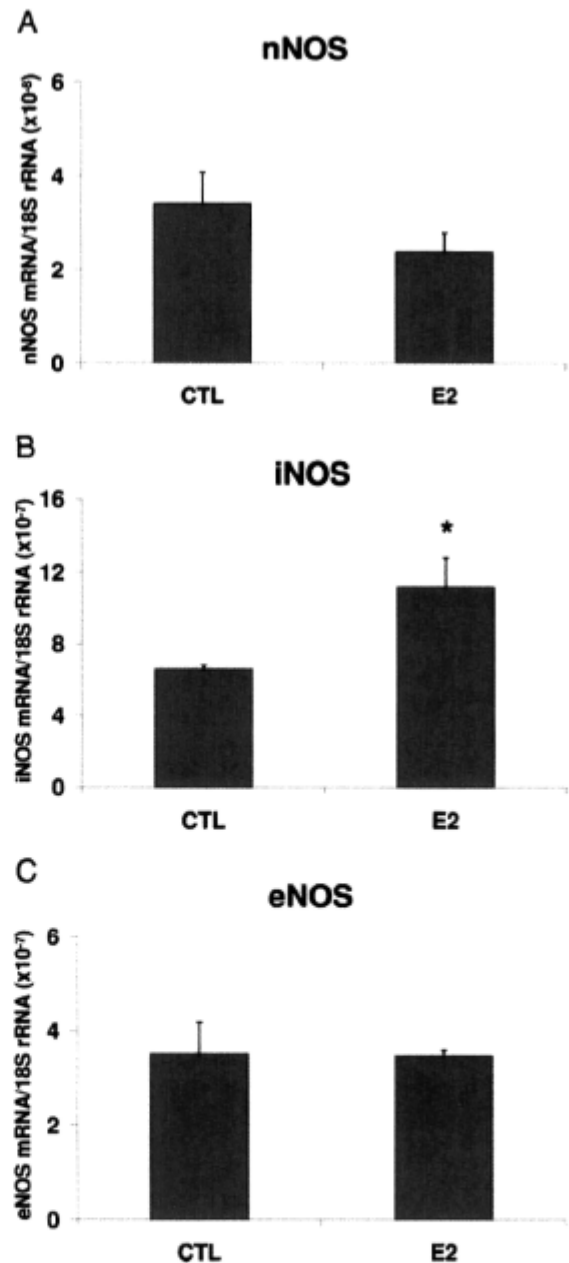 A
nNOS
nNOS mRNA/18S rRNA (x10⁻⁸)
6
4
2
0
CTL E2
B
iNOS
iNOS mRNA/18S rRNA (x10⁻⁷)
16
12
8
4
0
*
CTL E2
C
eNOS
eNOS mRNA/18S rRNA (x10⁻⁷)
6
4
2
0
CTL E2